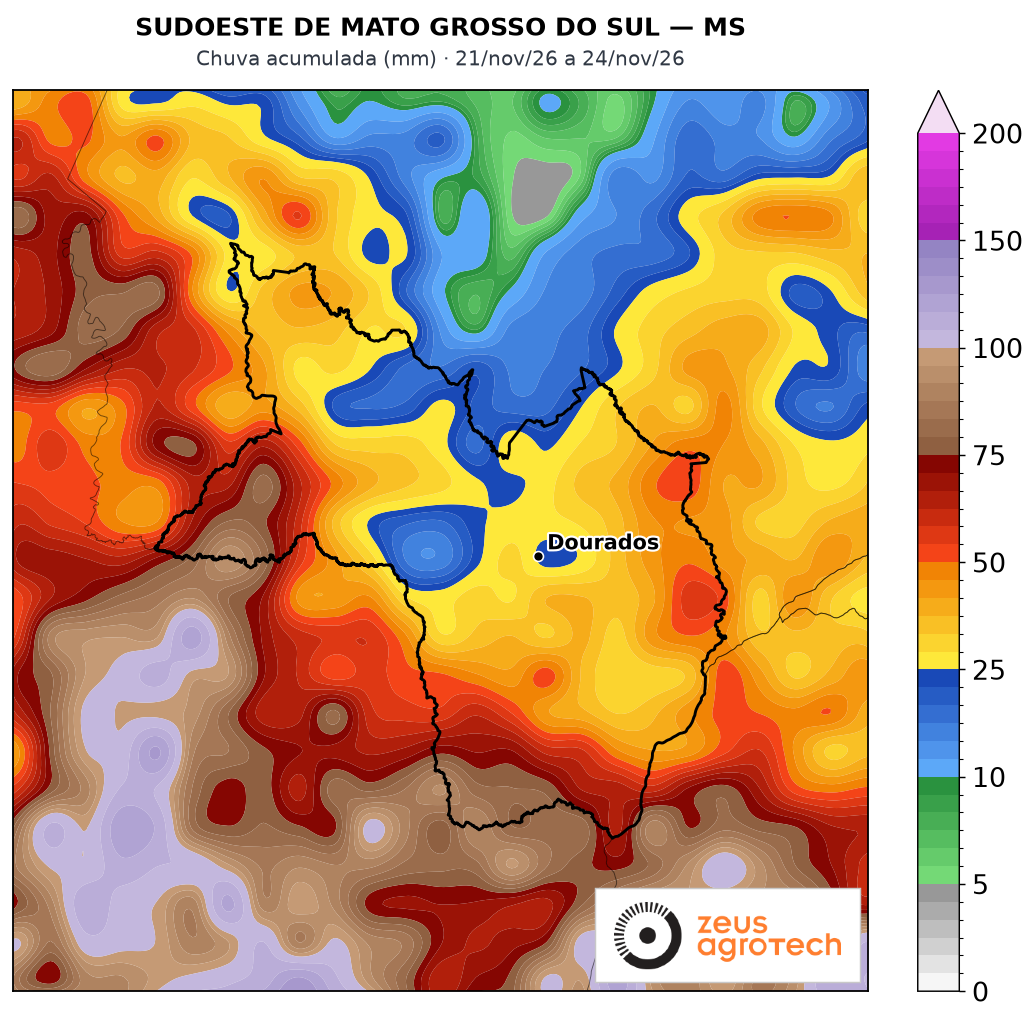 SUDOESTE DE MATO GROSSO DO SUL — MS
Chuva acumulada (mm) · 21/nov/26 a 24/nov/26
200
150
100
75
50
25
10
5
0
Dourados
zeus
agrotech